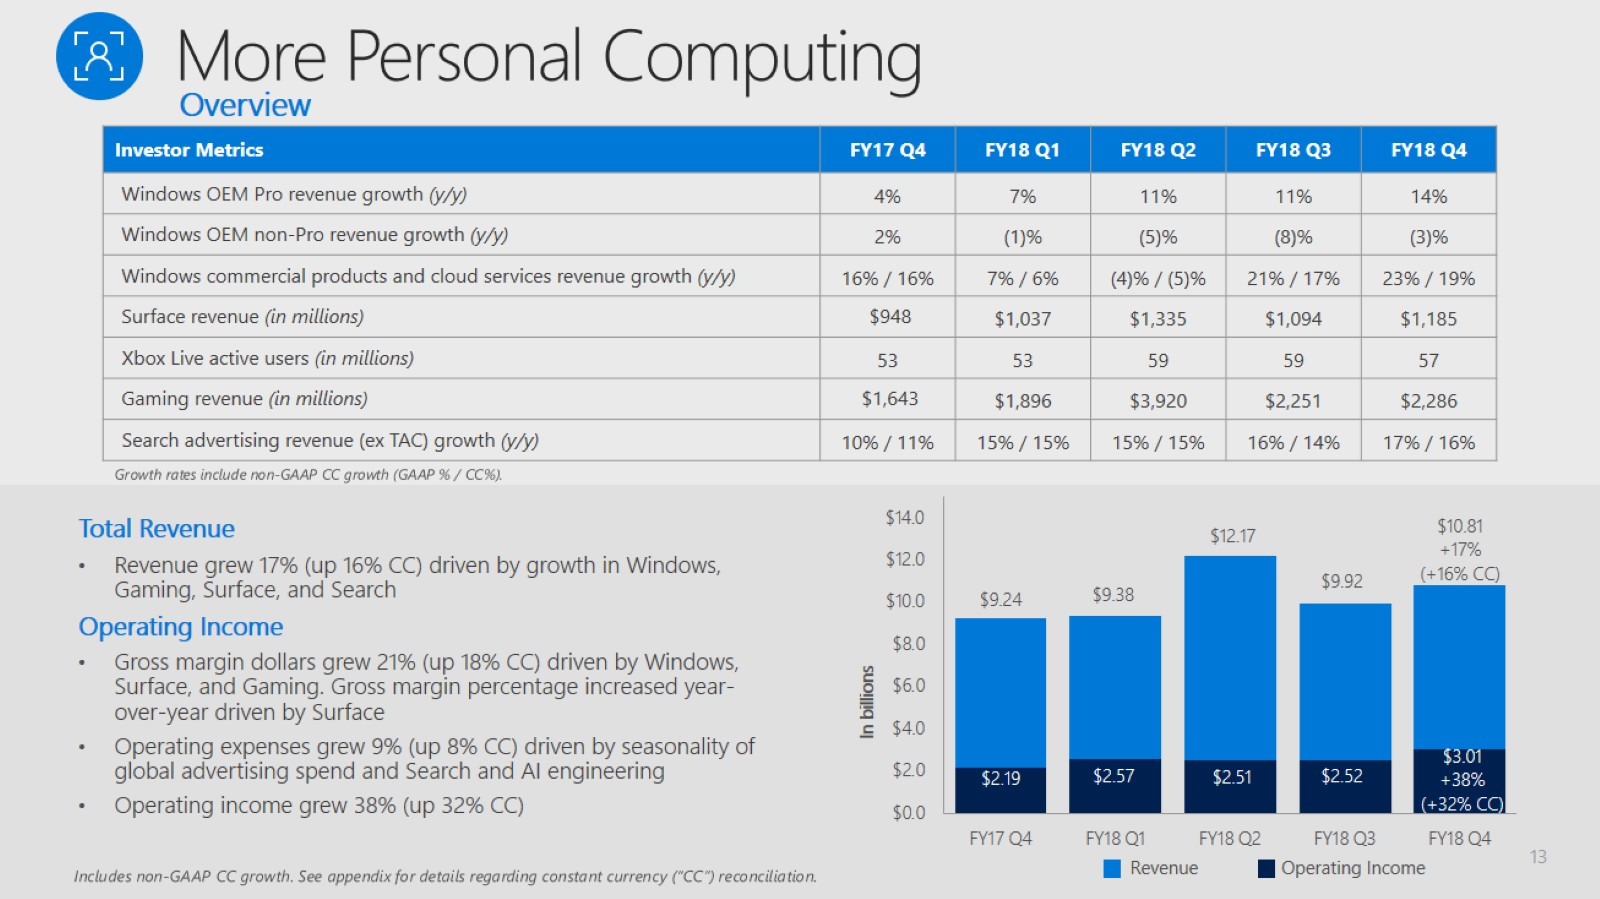 More Personal Computing
Overview
Investor Metrics FY17 Q4 FY18 Q1 FY18 Q2 FY18 Q3 FY18 Q4
Windows OEM Pro revenue growth (y/y) 4% 7% 11% 11% 14%
Windows OEM non-Pro revenue growth (y/y) 2% (1)% (5)% (8)% (3)%
Windows commercial products and cloud services revenue growth (y/y) 16% / 16% 7% / 6% (4)% / (5)% 21% / 17% 23% / 19%
Surface revenue (in millions) $948 $1,037 $1,335 $1,094 $1,185
Xbox Live active users (in millions) 53 53 59 59 57
Gaming revenue (in millions) $1,643 $1,896 $3,920 $2,251 $2,286
Search advertising revenue (ex TAC) growth (y/y) 10% / 11% 15% / 15% 15% / 15% 16% / 14% 17% / 16%
Growth rates include non-GAAP CC growth (GAAP % / CC%).
Total Revenue
• Revenue grew 17% (up 16% CC) driven by growth in Windows,
Gaming, Surface, and Search
Operating Income
• Gross margin dollars grew 21% (up 18% CC) driven by Windows,
Surface, and Gaming. Gross margin percentage increased year-
over-year driven by Surface
• Operating expenses grew 9% (up 8% CC) driven by seasonality of
global advertising spend and Search and AI engineering
• Operating income grew 38% (up 32% CC)
Includes non-GAAP CC growth. See appendix for details regarding constant currency ("CC") reconciliation.
In billions
$14.0
$12.0
$10.0
$8.0
$6.0
$4.0
$2.0
$0.0
$9.24
$9.38
$12.17
$9.92
$10.81
+17%
(+16% CC)
$2.19
$2.57
$2.51
$2.52
$3.01
+38%
(+32% CC)
FY17 Q4 FY18 Q1 FY18 Q2 FY18 Q3 FY18 Q4
Revenue Operating Income
13